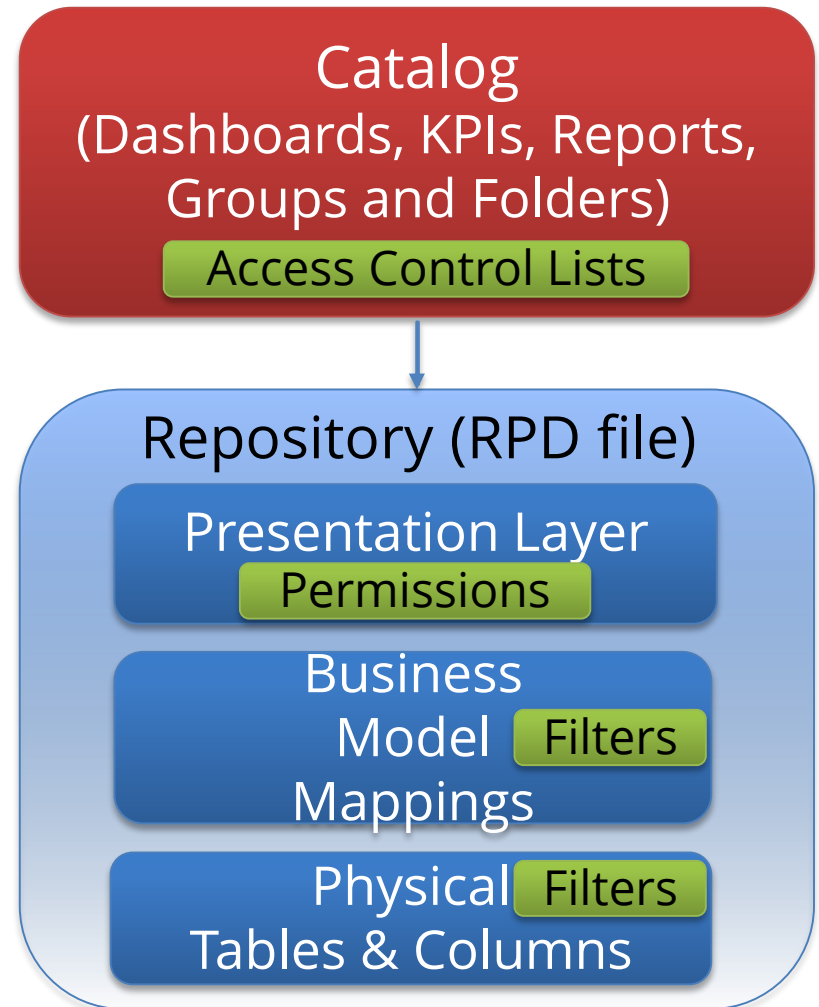 Catalog
(Dashboards, KPIs, Reports,
Groups and Folders)
Access Control Lists
Repository (RPD file)
Presentation Layer
Permissions
Business
Model
Filters
Mappings
Physical
Filters
Tables & Columns